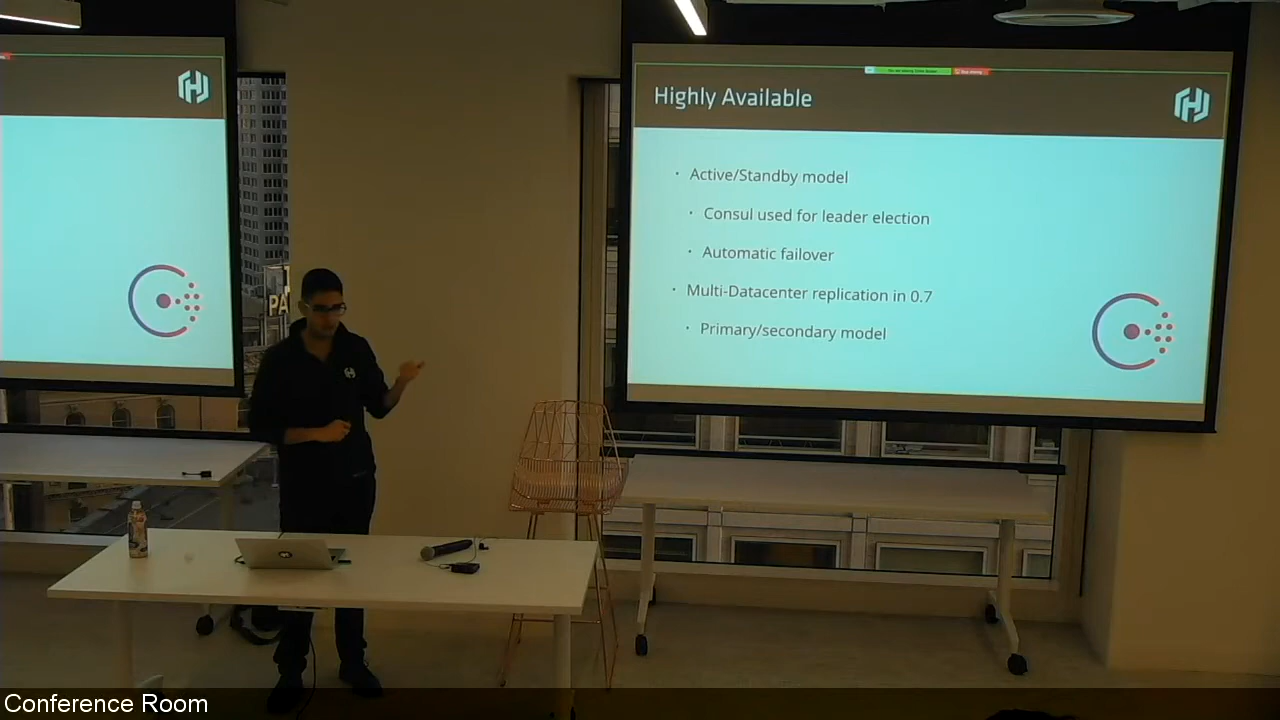 Highly Available
Active/Standby model
Consul used for leader election
Automatic failover
Multi-Datacenter replication in 0.7
Primary/secondary model
PA
Conference Room